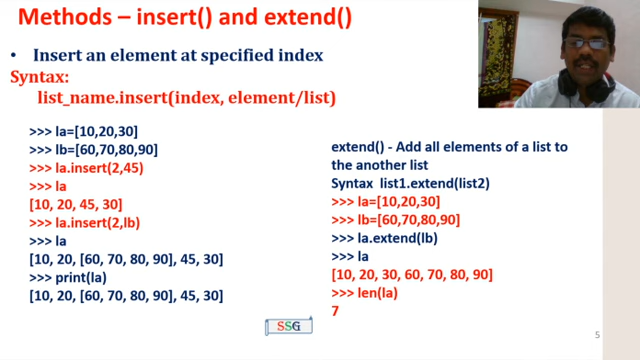 Methods – insert() and extend()
• Insert an element at specified index
Syntax:
list_name.insert(index, element/list)
>>> la=[10,20,30]
>>> lb=[60,70,80,90]
>>> la.insert(2,45)
>>> la
[10, 20, 45, 30]
>>> la.insert(2,lb)
>>> la
[10, 20, [60, 70, 80, 90], 45, 30]
>>> print(la)
[10, 20, [60, 70, 80, 90], 45, 30]
extend() - Add all elements of a list to
the another list
Syntax list1.extend(list2)
>>> la=[10,20,30]
>>> lb=[60,70,80,90]
>>> la.extend(lb)
>>> la
[10, 20, 30, 60, 70, 80, 90]
>>> len(la)
7
SSG
5